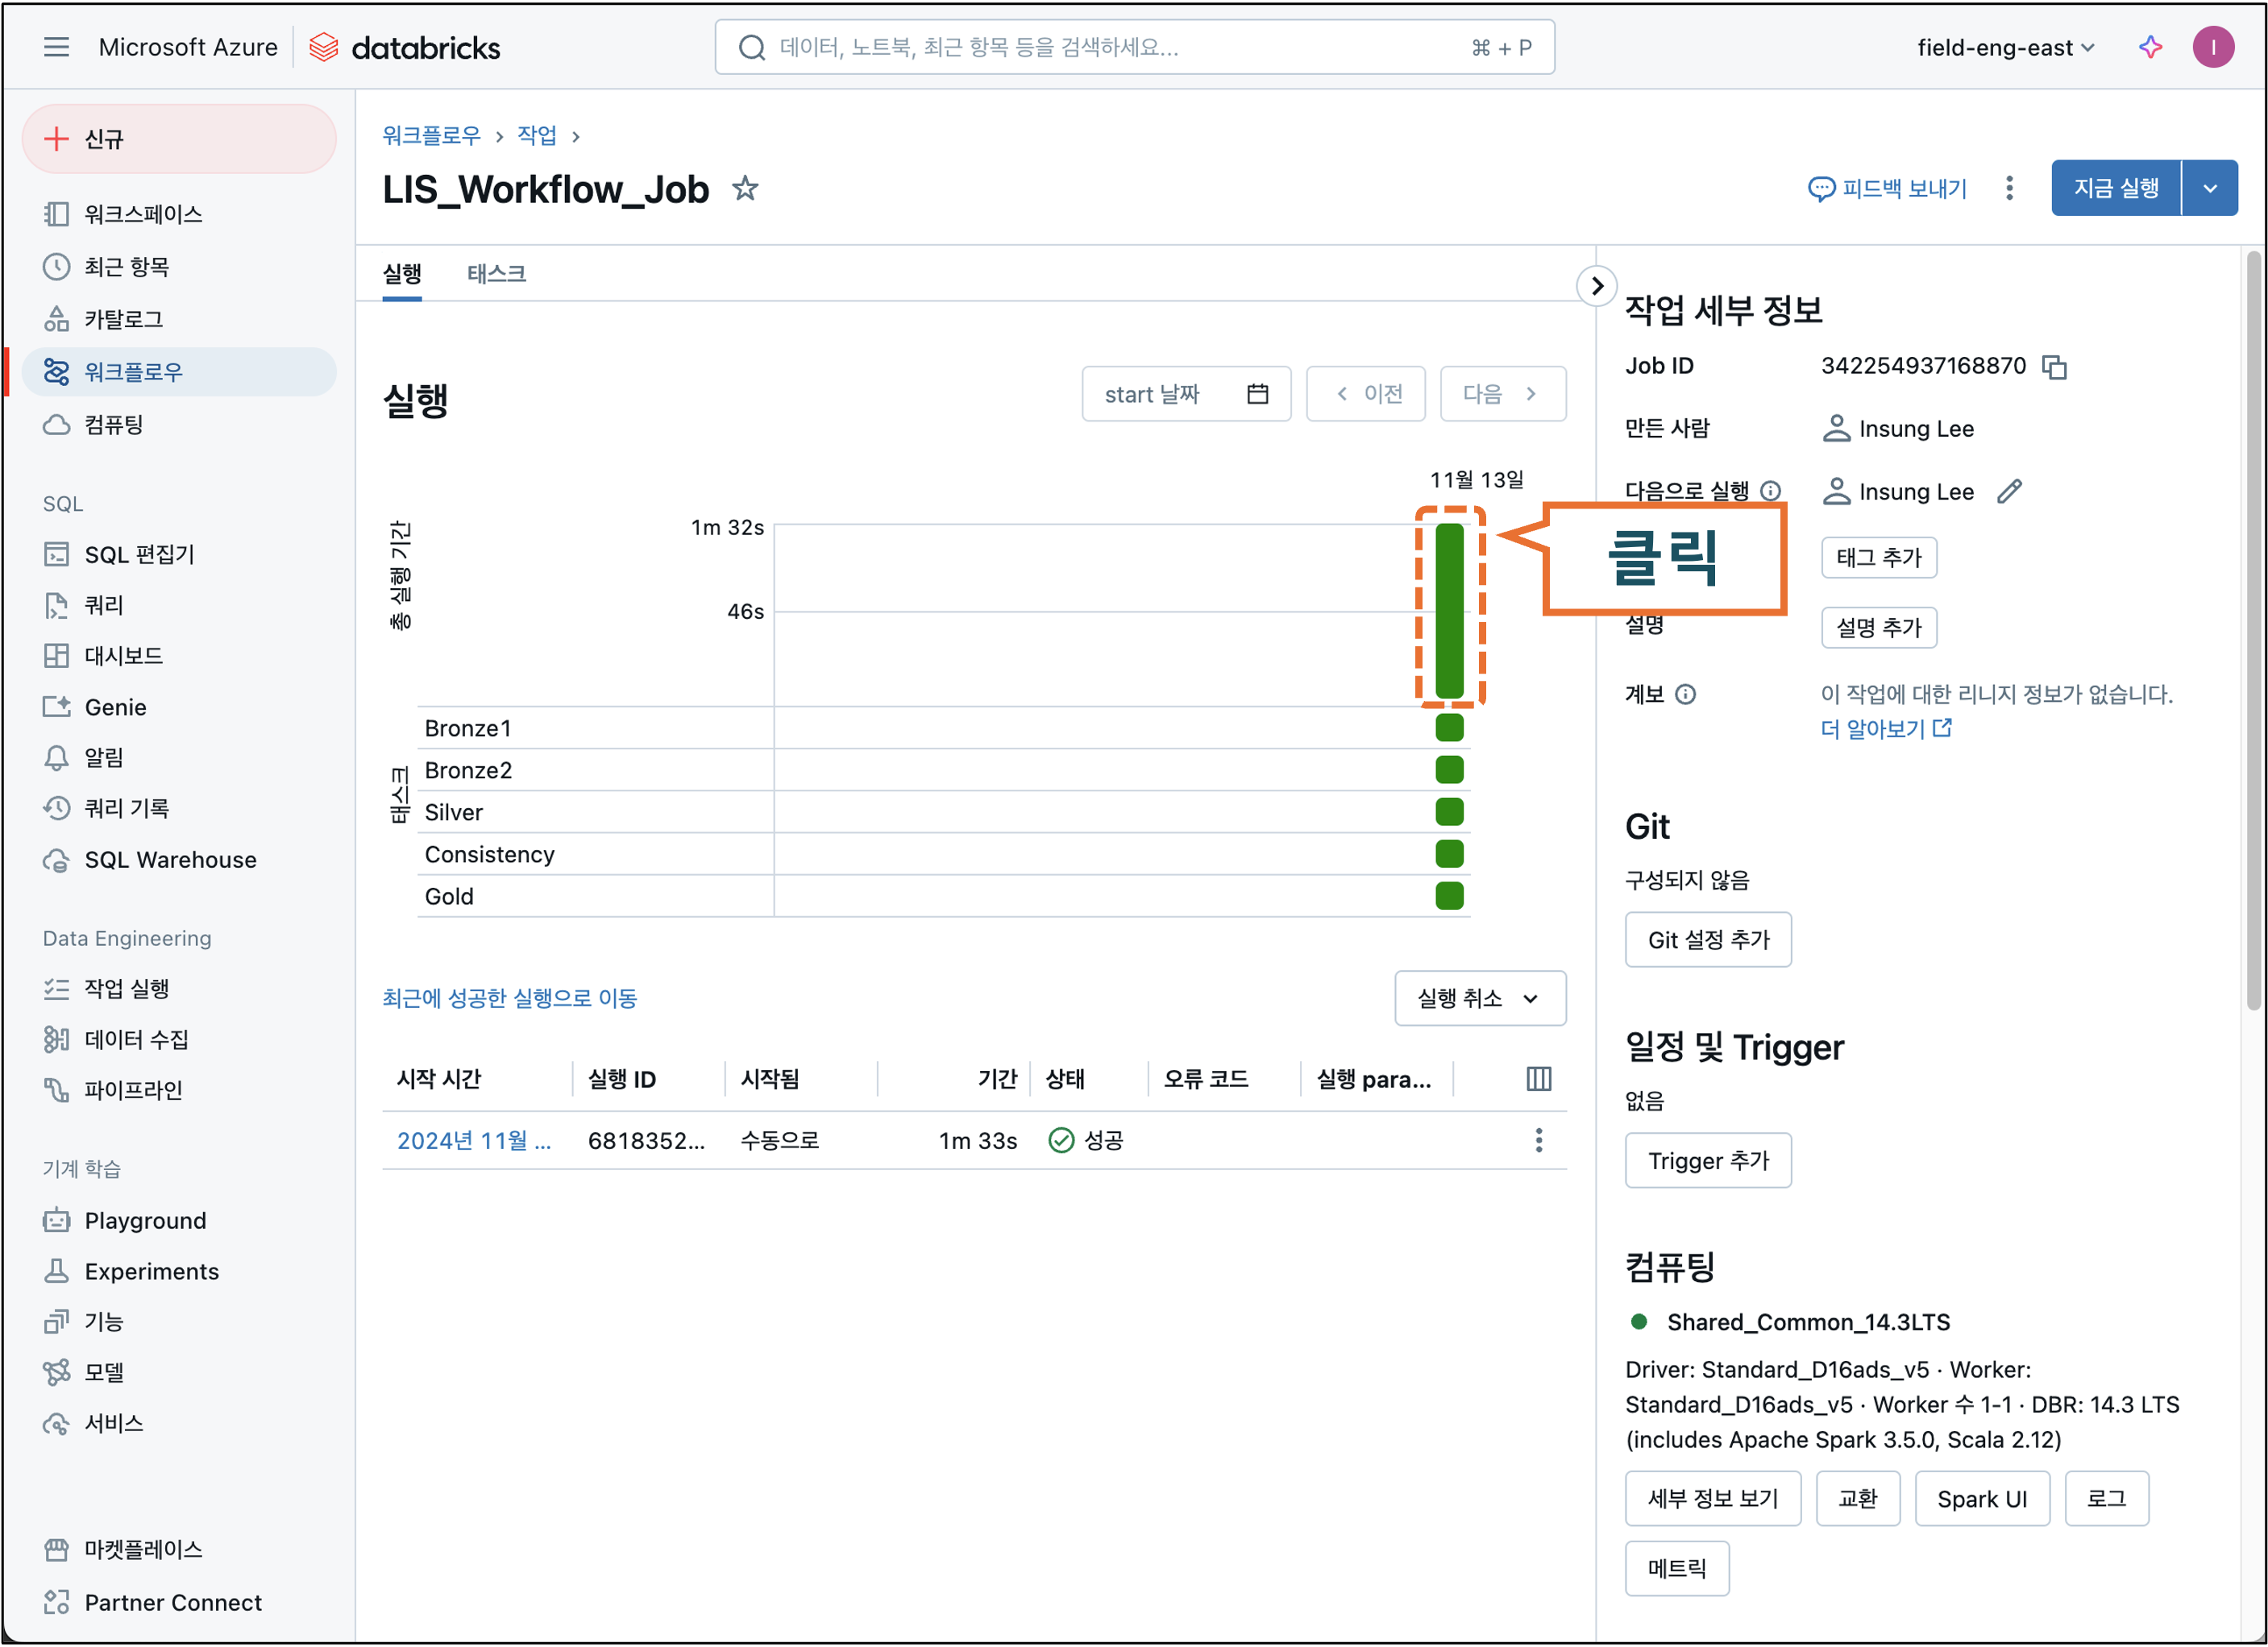 Microsoft Azure
databricks
데이터, 노트북, 최근 항목 등을 검색하세요...
⌘ + P
field-eng-east
I
신규
워크스페이스
최근 항목
카탈로그
워크플로우
컴퓨팅
SQL
SQL 편집기
쿼리
대시보드
Genie
알림
쿼리 기록
SQL Warehouse
Data Engineering
작업 실행
데이터 수집
파이프라인
기계 학습
Playground
Experiments
기능
모델
서비스
마켓플레이스
Partner Connect
워크플로우 › 작업 ›
LIS_Workflow_Job
피드백 보내기
지금 실행
실행
태스크
실행
start 날짜
이전
다음
11월 13일
총 실행 기간
1m 32s
46s
클릭
태스크
Bronze1
Bronze2
Silver
Consistency
Gold
최근에 성공한 실행으로 이동
실행 취소
시작 시간
실행 ID
시작됨
기간
상태
오류 코드
실행 para...
2024년 11월 ...
6818352...
수동으로
1m 33s
성공
작업 세부 정보
Job ID
342254937168870
만든 사람
Insung Lee
다음으로 실행
Insung Lee
태그 추가
설명
설명 추가
계보
이 작업에 대한 리니지 정보가 없습니다.
더 알아보기
Git
구성되지 않음
Git 설정 추가
일정 및 Trigger
없음
Trigger 추가
컴퓨팅
Shared_Common_14.3LTS
Driver: Standard_D16ads_v5 · Worker:
Standard_D16ads_v5 · Worker 수 1-1 · DBR: 14.3 LTS
(includes Apache Spark 3.5.0, Scala 2.12)
세부 정보 보기
교환
Spark UI
로그
메트릭